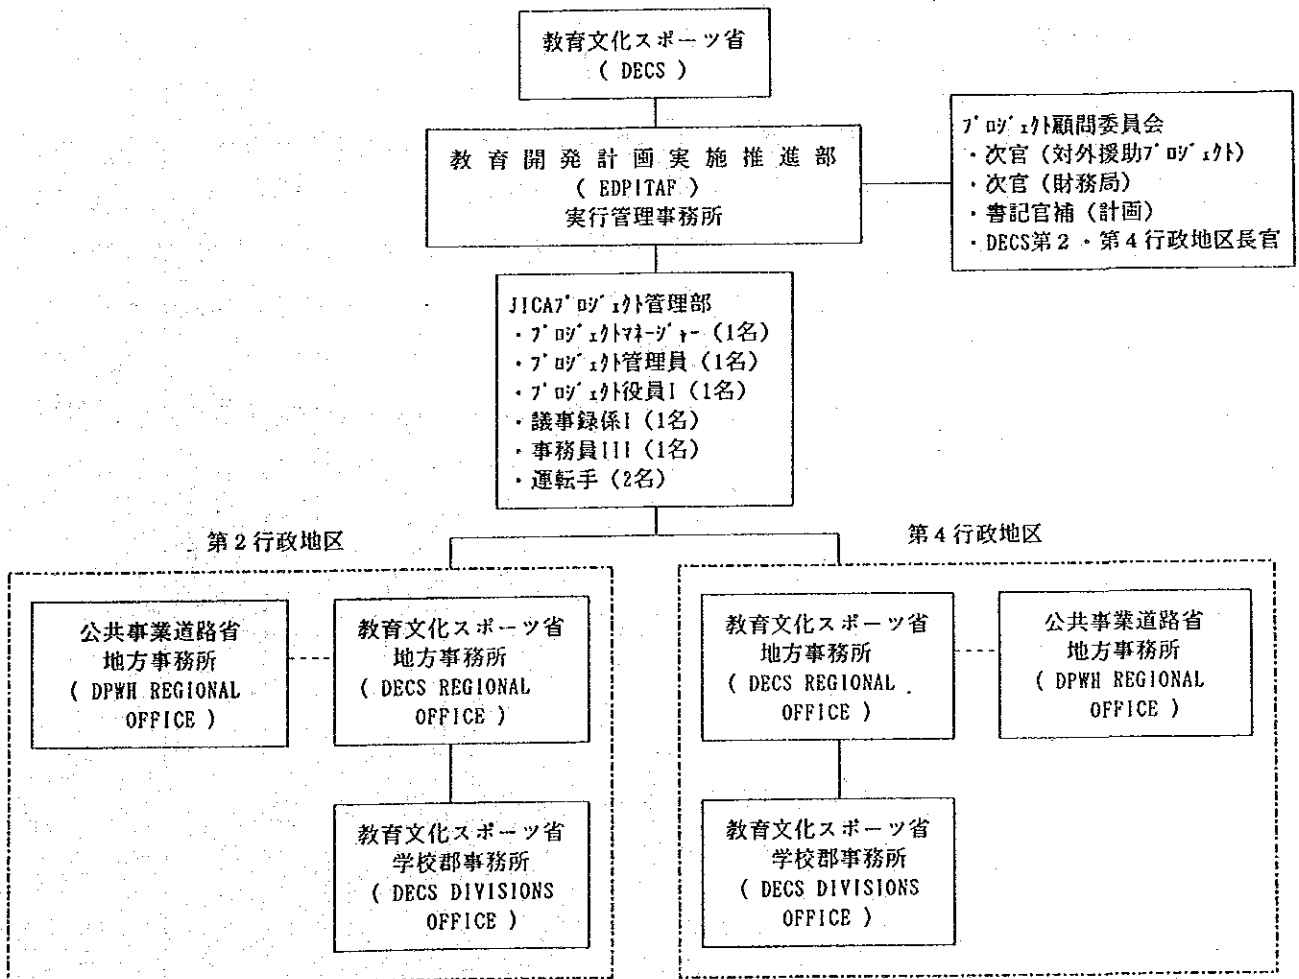 教育文化スポーツ省
( DECS )
教育開発計画実施推進部
( EDPITAF )
実行管理事務所
ﾌﾟﾛｼﾞｪｸﾄ顧問委員会
・次官（対外援助ﾌﾟﾛｼﾞｪｸﾄ）
・次官（財務局）
・書記官補（計画）
・DECS第2・第4行政地区長官
JICAﾌﾟﾛｼﾞｪｸﾄ管理部
・ﾌﾟﾛｼﾞｪｸﾄﾏﾈｰｼﾞｬｰ（1名）
・ﾌﾟﾛｼﾞｪｸﾄ管理員（1名）
・ﾌﾟﾛｼﾞｪｸﾄ役員I（1名）
・議事録係I（1名）
・事務員III（1名）
・運転手（2名）
第2行政地区
公共事業道路省
地方事務所
( DPWH REGIONAL
OFFICE )
教育文化スポーツ省
地方事務所
( DECS REGIONAL
OFFICE )
教育文化スポーツ省
学校郡事務所
( DECS DIVISIONS
OFFICE )
第4行政地区
教育文化スポーツ省
地方事務所
( DECS REGIONAL
OFFICE )
公共事業道路省
地方事務所
( DPWH REGIONAL
OFFICE )
教育文化スポーツ省
学校郡事務所
( DECS DIVISIONS
OFFICE )